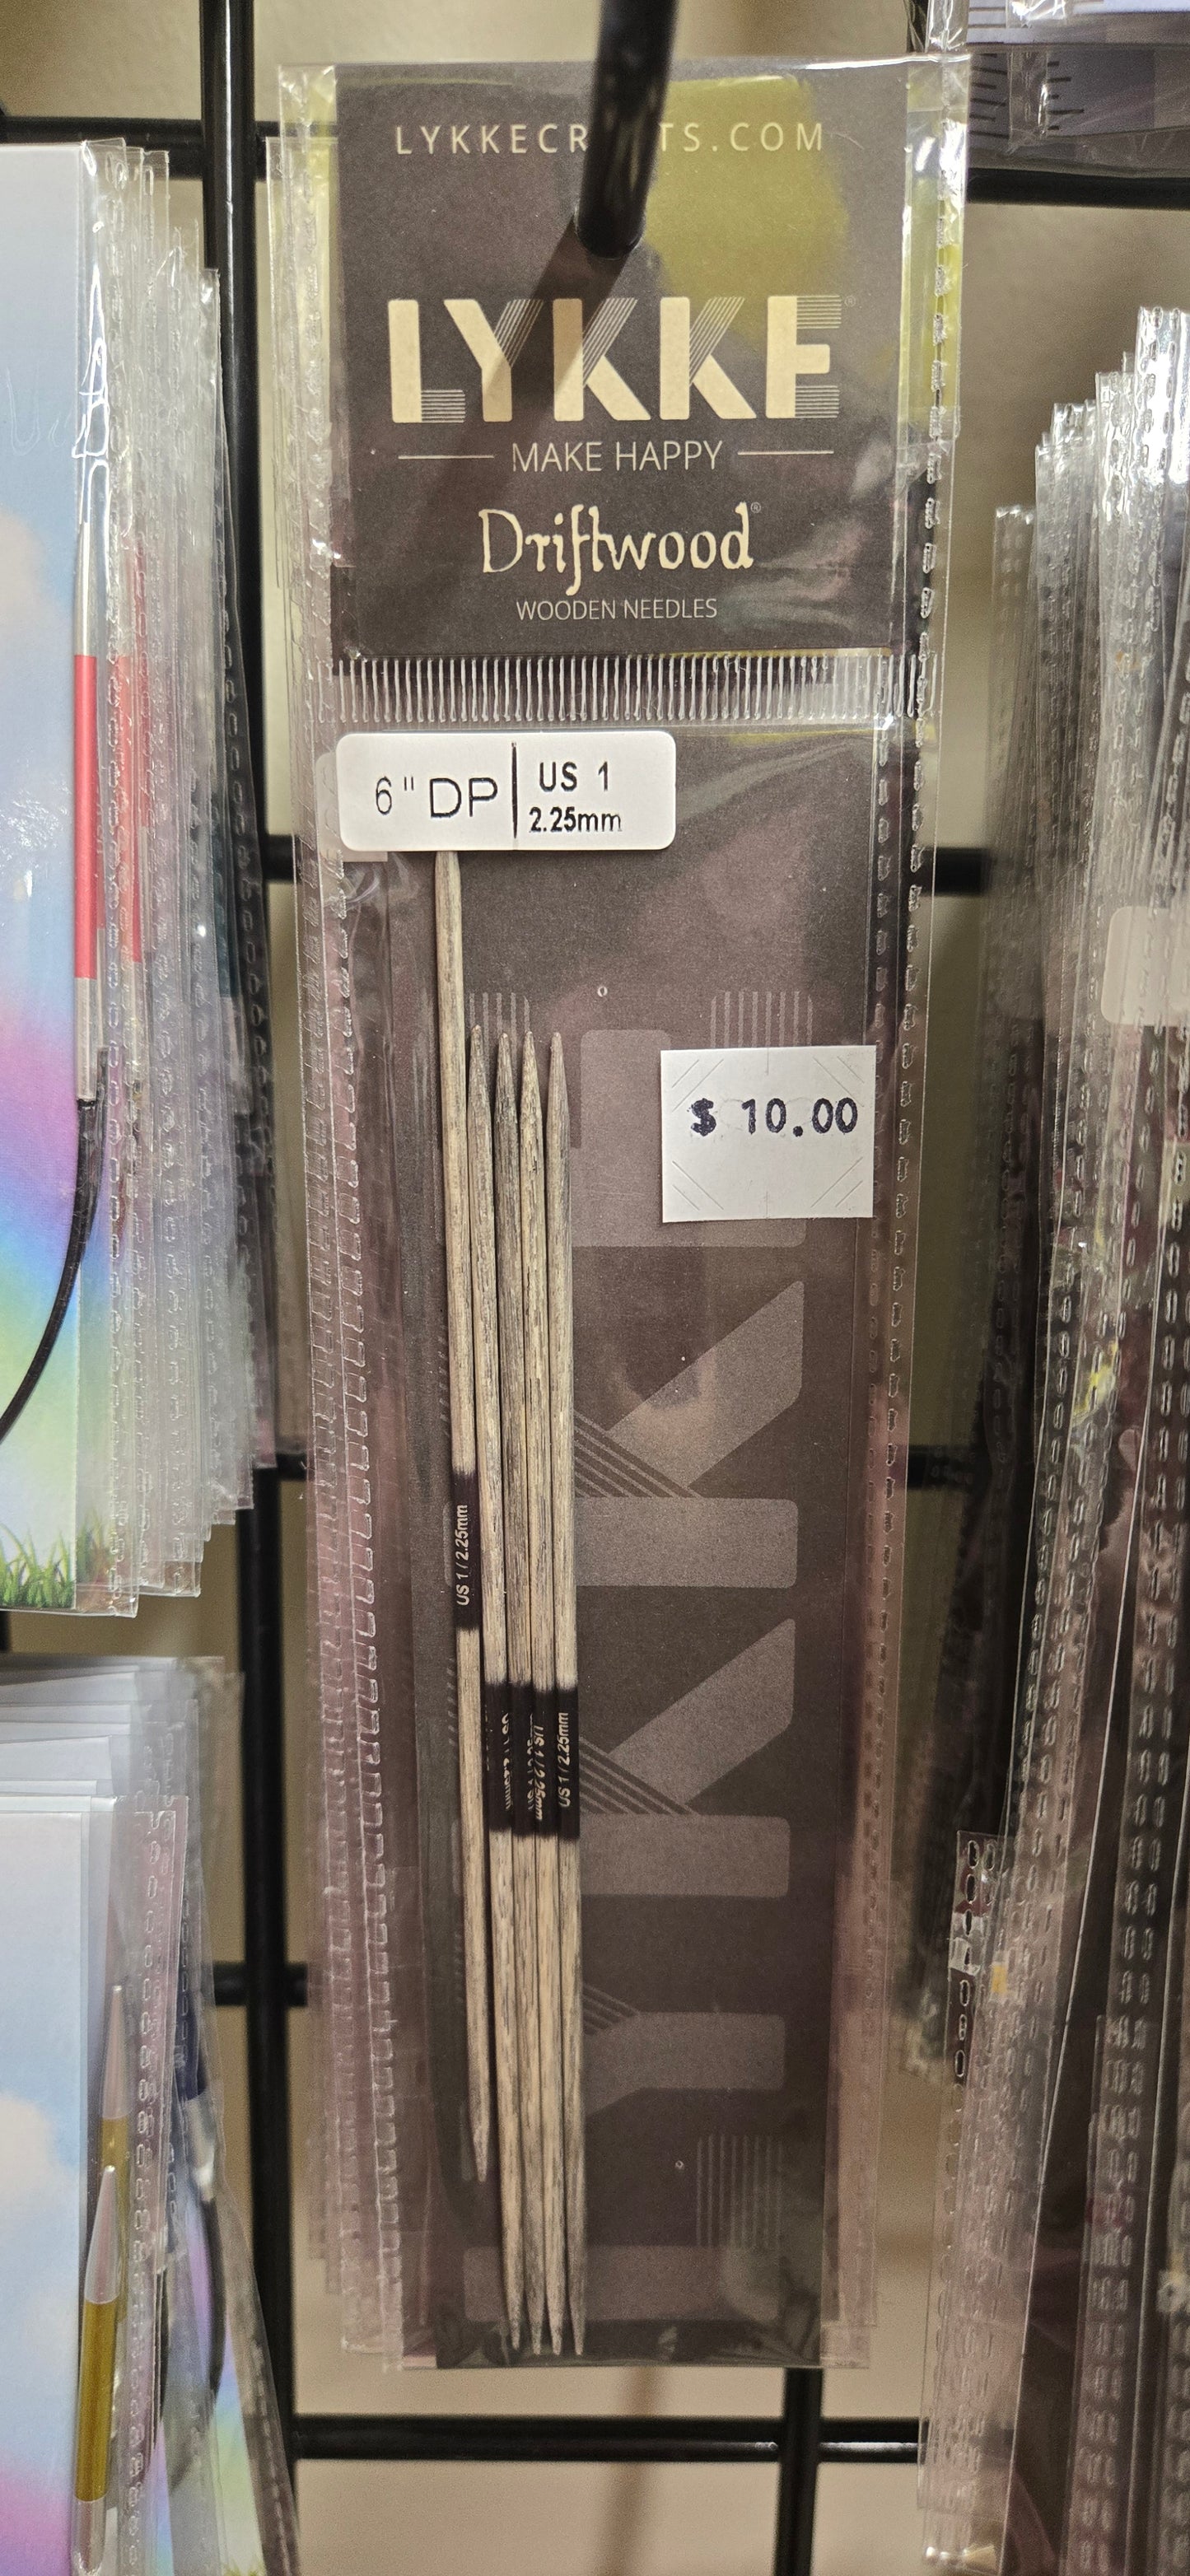 LYKKECR TS.COM
LYKKE®
MAKE HAPPY
Driftwood®
WOODEN NEEDLES
6" DP | US 1
2.25mm
$ 10.00
US 1 / 2.25mm
US 1 / 2.25mm
LYKKE